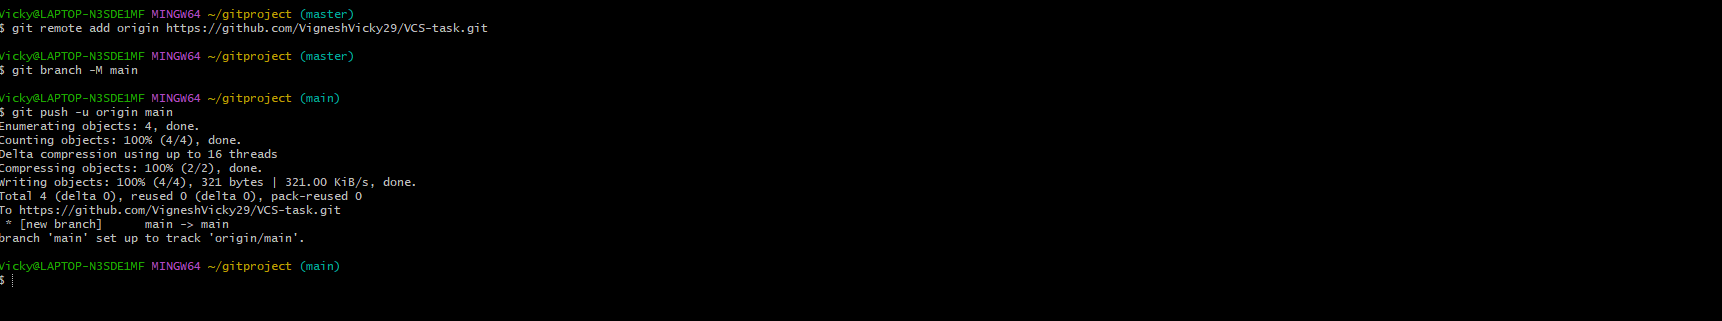 Vicky@LAPTOP-N3SDE1MF MINGW64 ~/gitproject (master)
$ git remote add origin https://github.com/VigneshVicky29/VCS-task.git
Vicky@LAPTOP-N3SDE1MF MINGW64 ~/gitproject (master)
$ git branch -M main
Vicky@LAPTOP-N3SDE1MF MINGW64 ~/gitproject (main)
$ git push -u origin main
Enumerating objects: 4, done.
Counting objects: 100% (4/4), done.
Delta compression using up to 16 threads
Compressing objects: 100% (2/2), done.
Writing objects: 100% (4/4), 321 bytes | 321.00 KiB/s, done.
Total 4 (delta 0), reused 0 (delta 0), pack-reused 0
To https://github.com/VigneshVicky29/VCS-task.git
 * [new branch]      main -> main
branch 'main' set up to track 'origin/main'.
Vicky@LAPTOP-N3SDE1MF MINGW64 ~/gitproject (main)
$